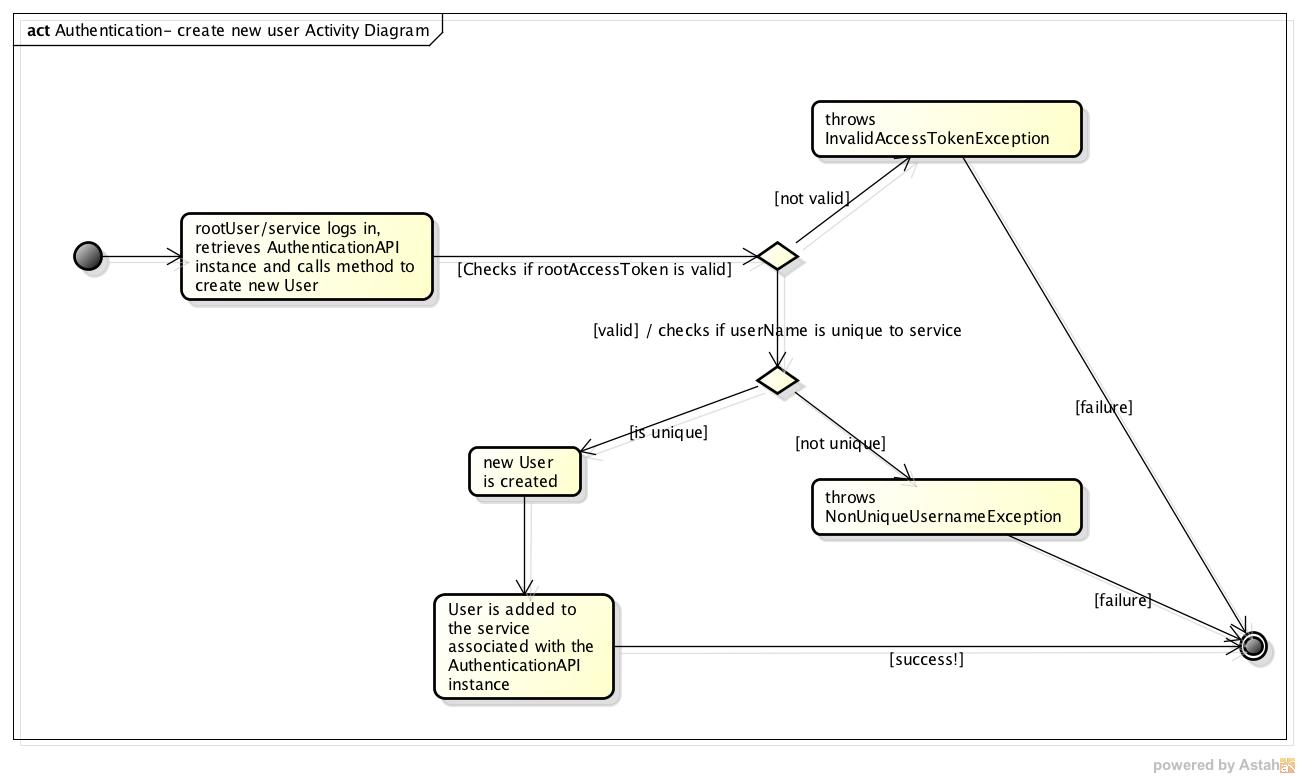 act Authentication- create new user Activity Diagram
throws
InvalidAccessTokenException
[not valid]
rootUser/service logs in,
retrieves AuthenticationAPI
instance and calls method to
create new User
[Checks if rootAccessToken is valid]
[valid] / checks if userName is unique to service
[failure]
[is unique]
[not unique]
new User
is created
throws
NonUniqueUsernameException
[failure]
User is added to
the service
associated with the
AuthenticationAPI
instance
[success!]
powered by Astah